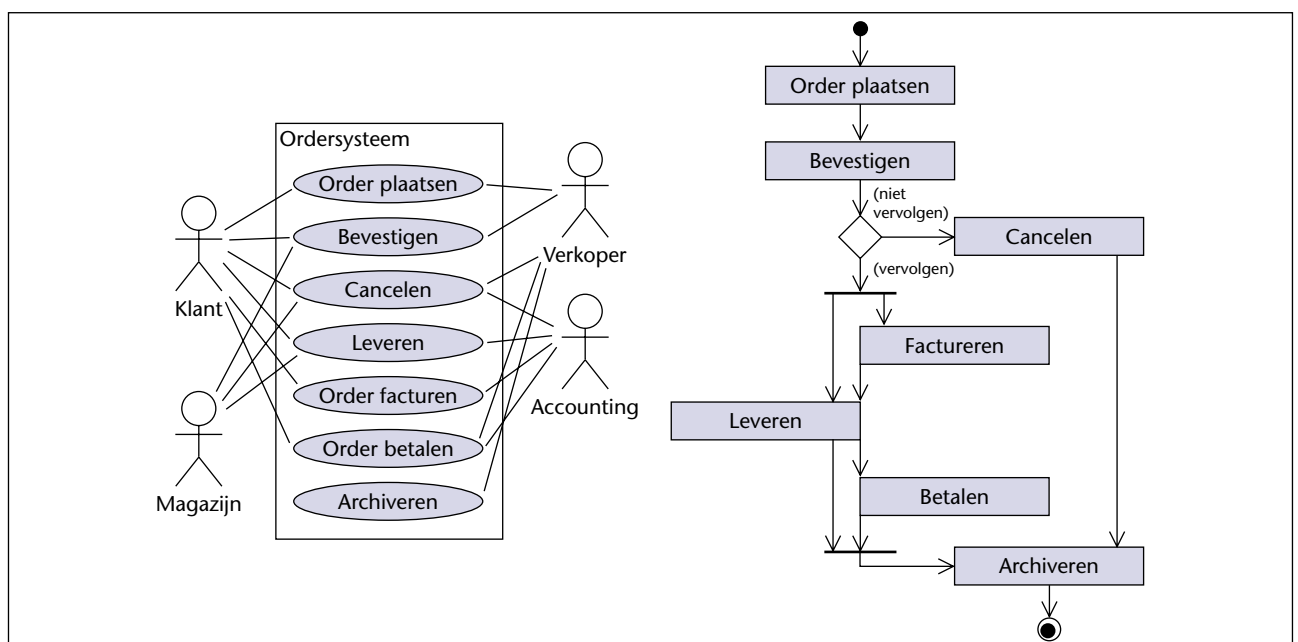 Ordersysteem
Order plaatsen
Bevestigen
Cancelen
Leveren
Order facturen
Order betalen
Archiveren
Klant
Magazijn
Verkoper
Accounting
Order plaatsen
Bevestigen
(niet
vervolgen)
Cancelen
(vervolgen)
Factureren
Leveren
Betalen
Archiveren